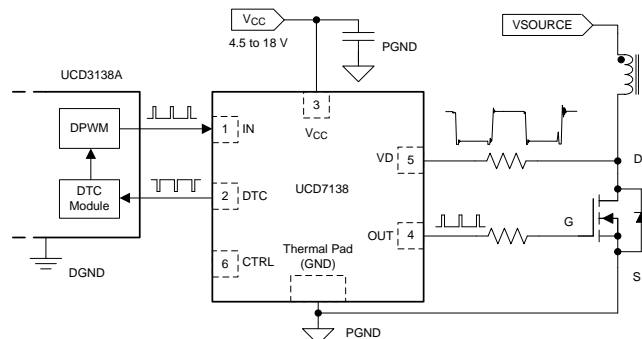 VCC
4.5 to 18 V
PGND
VSOURCE
UCD3138A
DPWM
DTC
Module
DGND
1
IN
2
DTC
6
CTRL
3
VCC
UCD7138
Thermal Pad
(GND)
VD
5
OUT
4
D
G
S
PGND